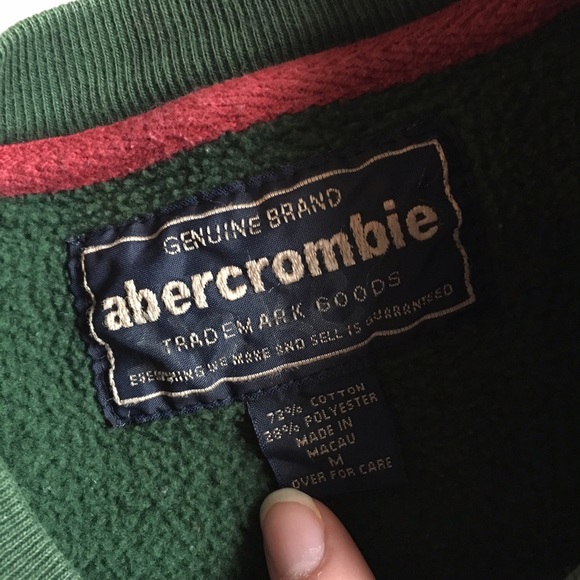 GENUINE BRAND
abercrombie
TRADEMARK GOODS
EVERYTHING WE MAKE AND SELL IS GUARANTEED
72% COTTON
28% POLYESTER
MADE IN
MACAU
M
OVER FOR CARE